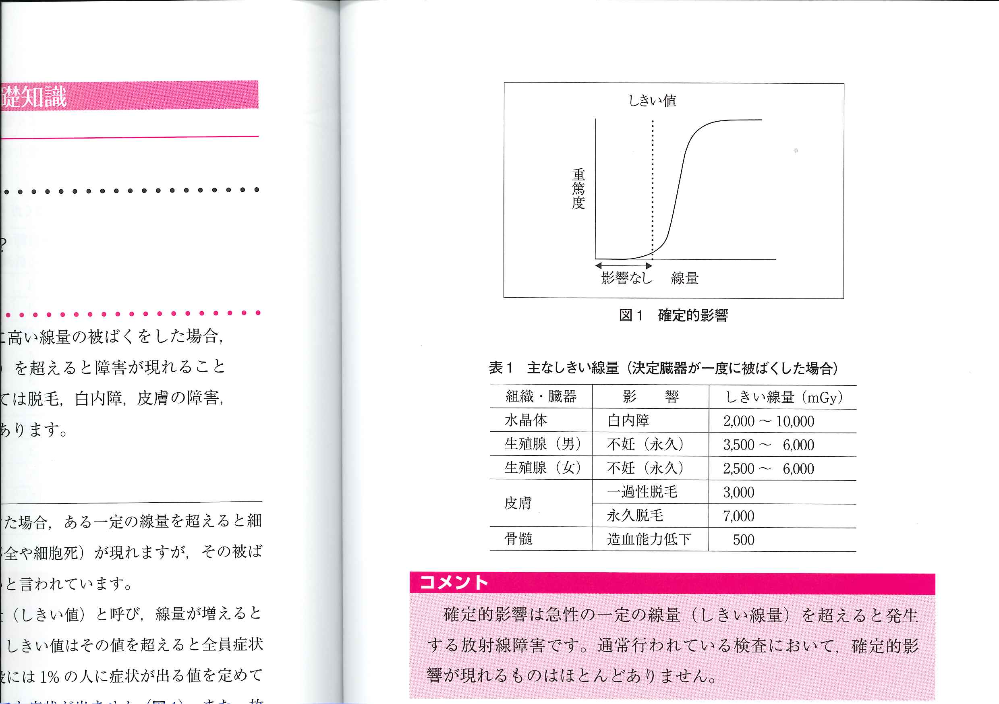 礎知識
?
高い線量の被ばくをした場合,
を超えると障害が現れること
ては脱毛, 白内障, 皮膚の障害,
あります。
た場合, ある一定の線量を超えると細
全や細胞死）が現れますが, その被ば
と言われています。
（しきい値）と呼び, 線量が増えると
しきい値はその値を超えると全員症状
には1%の人に症状が出る値を定めて
しきい値
重篤度
影響なし 線量
図1 確定的影響
表1 主なしきい線量（決定臓器が一度に被ばくした場合）
組織・臓器 影 響 しきい線量（mGy）
水晶体 白内障 2,000 〜 10,000
生殖腺（男） 不妊（永久） 3,500 〜 6,000
生殖腺（女） 不妊（永久） 2,500 〜 6,000
皮膚 一過性脱毛 3,000
永久脱毛 7,000
骨髄 造血能力低下 500
コメント
確定的影響は急性の一定の線量（しきい線量）を超えると発生
する放射線障害です。通常行われている検査において, 確定的影
響が現れるものはほとんどありません。